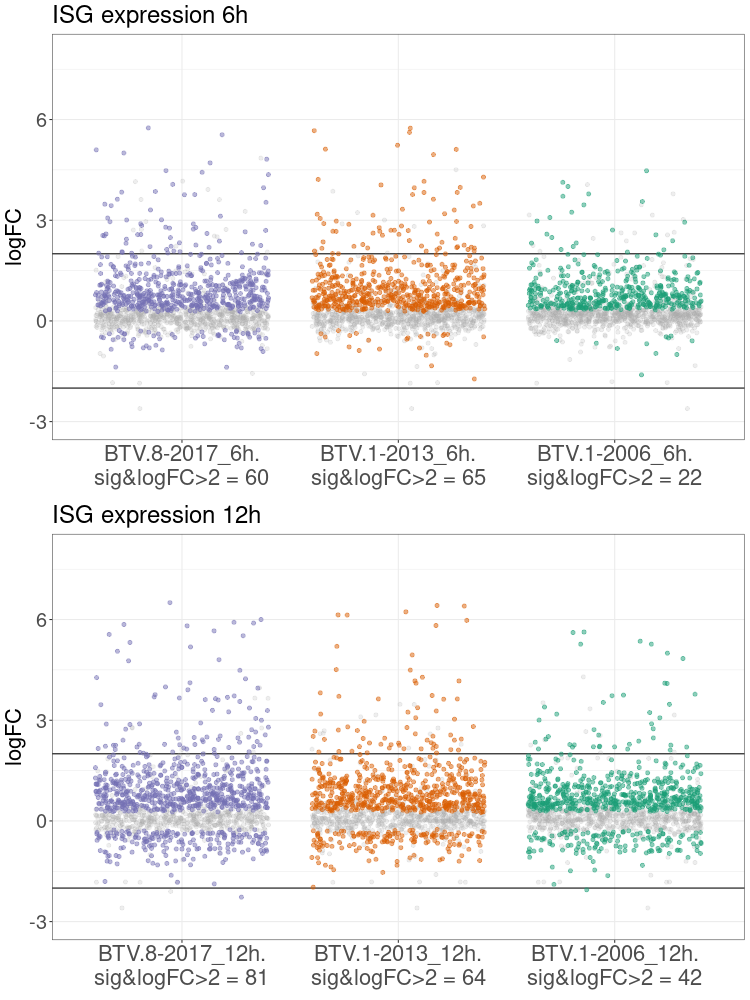 ISG expression 6h
logFC
6
3
0
-3
BTV.8-2017_6h. BTV.1-2013_6h. BTV.1-2006_6h.
sig&logFC>2 = 60 sig&logFC>2 = 65 sig&logFC>2 = 22
ISG expression 12h
logFC
6
3
0
-3
BTV.8-2017_12h. BTV.1-2013_12h. BTV.1-2006_12h.
sig&logFC>2 = 81 sig&logFC>2 = 64 sig&logFC>2 = 42